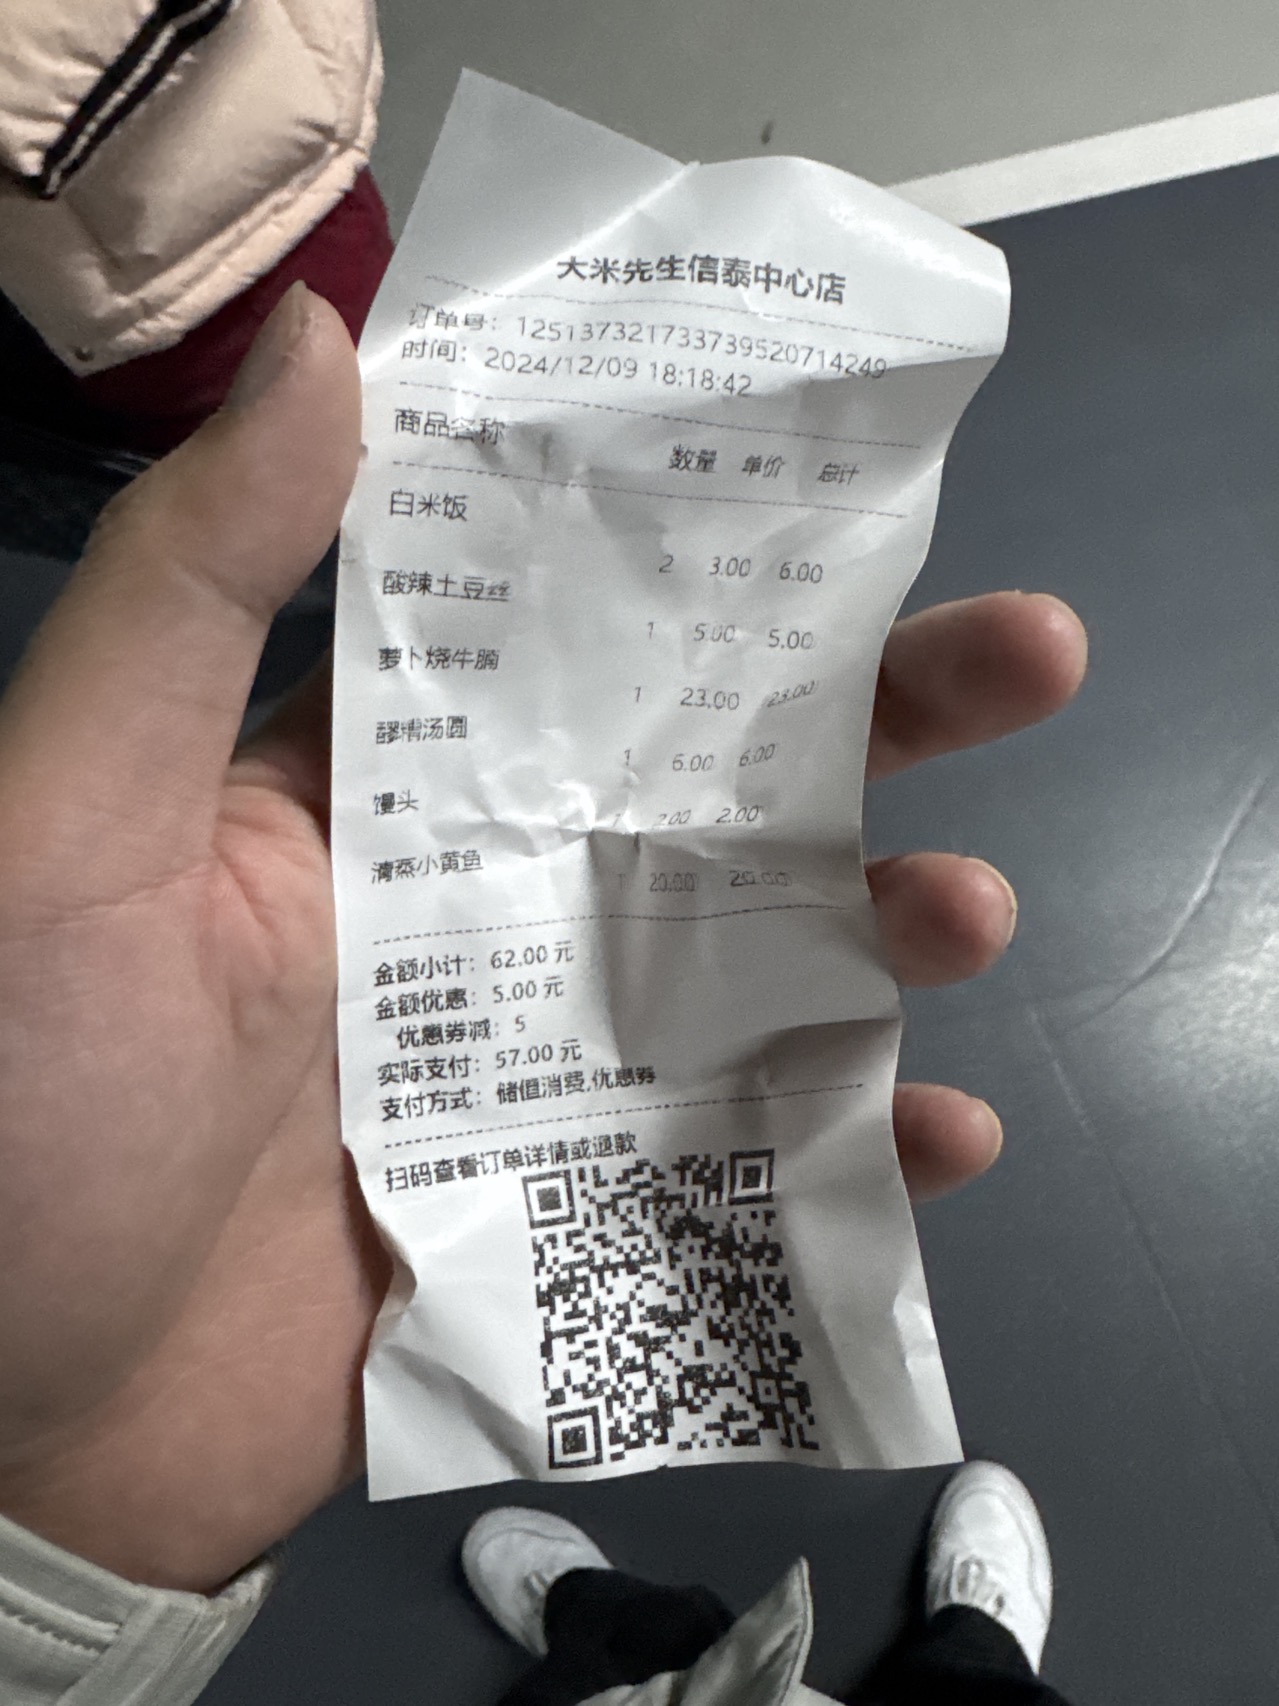 大米先生信泰中心店
订单号：125137321733739520714249
时间：2024/12/09 18:18:42
商品名称 数量 单价 总计
白米饭
2 3.00 6.00
酸辣土豆丝
1 5.00 5.00
萝卜烧牛腩
1 23.00 23.00
醪糟汤圆
1 6.00 6.00
馒头
1 2.00 2.00
清蒸小黄鱼
1 20.00 20.00
金额小计：62.00 元
金额优惠：5.00 元
优惠券减：5
实际支付：57.00 元
支付方式：储值消费,优惠券
扫码查看订单详情或退款